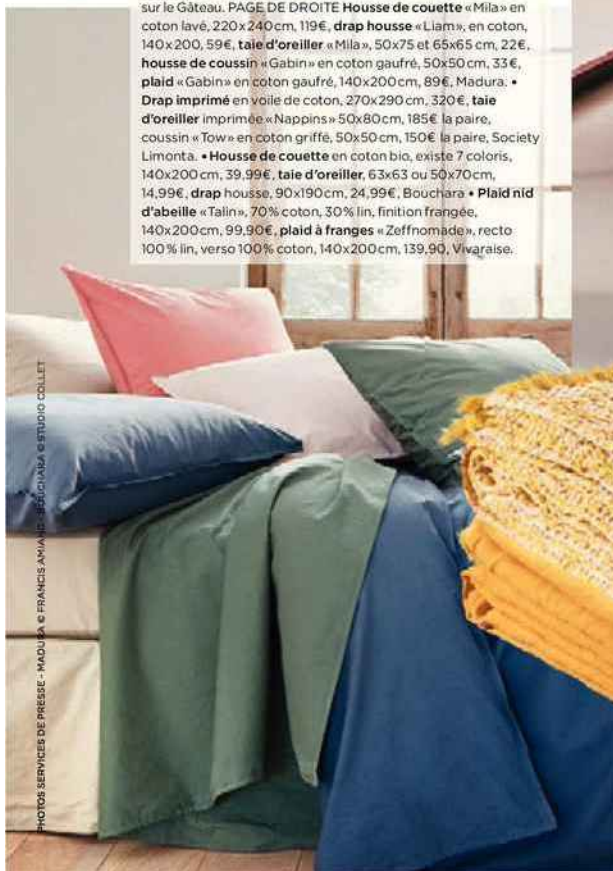 sur le Gâteau. PAGE DE DROITE Housse de couette «Mila» en
coton lavé, 220x240cm, 119€, drap housse «Liam», en coton,
140x200, 59€, taie d'oreiller «Mila», 50x75 et 65x65 cm, 22€,
housse de coussin «Gabin» en coton gaufré, 50x50 cm, 33€,
plaid «Gabin» en coton gaufré, 140x200cm, 89€, Madura. •
Drap imprimé en voile de coton, 270x290 cm, 320€, taie
d'oreiller imprimée «Nappins» 50x80cm, 185€ la paire,
coussin «Tow» en coton griffé, 50x50 cm, 150€ la paire, Society
Limonta. • Housse de couette en coton bio, existe 7 coloris,
140x200 cm, 39,99€, taie d'oreiller, 63x63 ou 50x70cm,
14,99€, drap housse, 90x190cm, 24,99€, Bouchara • Plaid nid
d'abeille «Talin», 70% coton, 30% lin, finition frangée,
140x200cm, 99,90€, plaid à franges «Zeffnomade», recto
100% lin, verso 100% coton, 140x200cm, 139,90, Vivaraise.
PHOTOS SERVICES DE PRESSE - MADURA © FRANCIS AMIAND - BOUCHARA © STUDIO COLLET